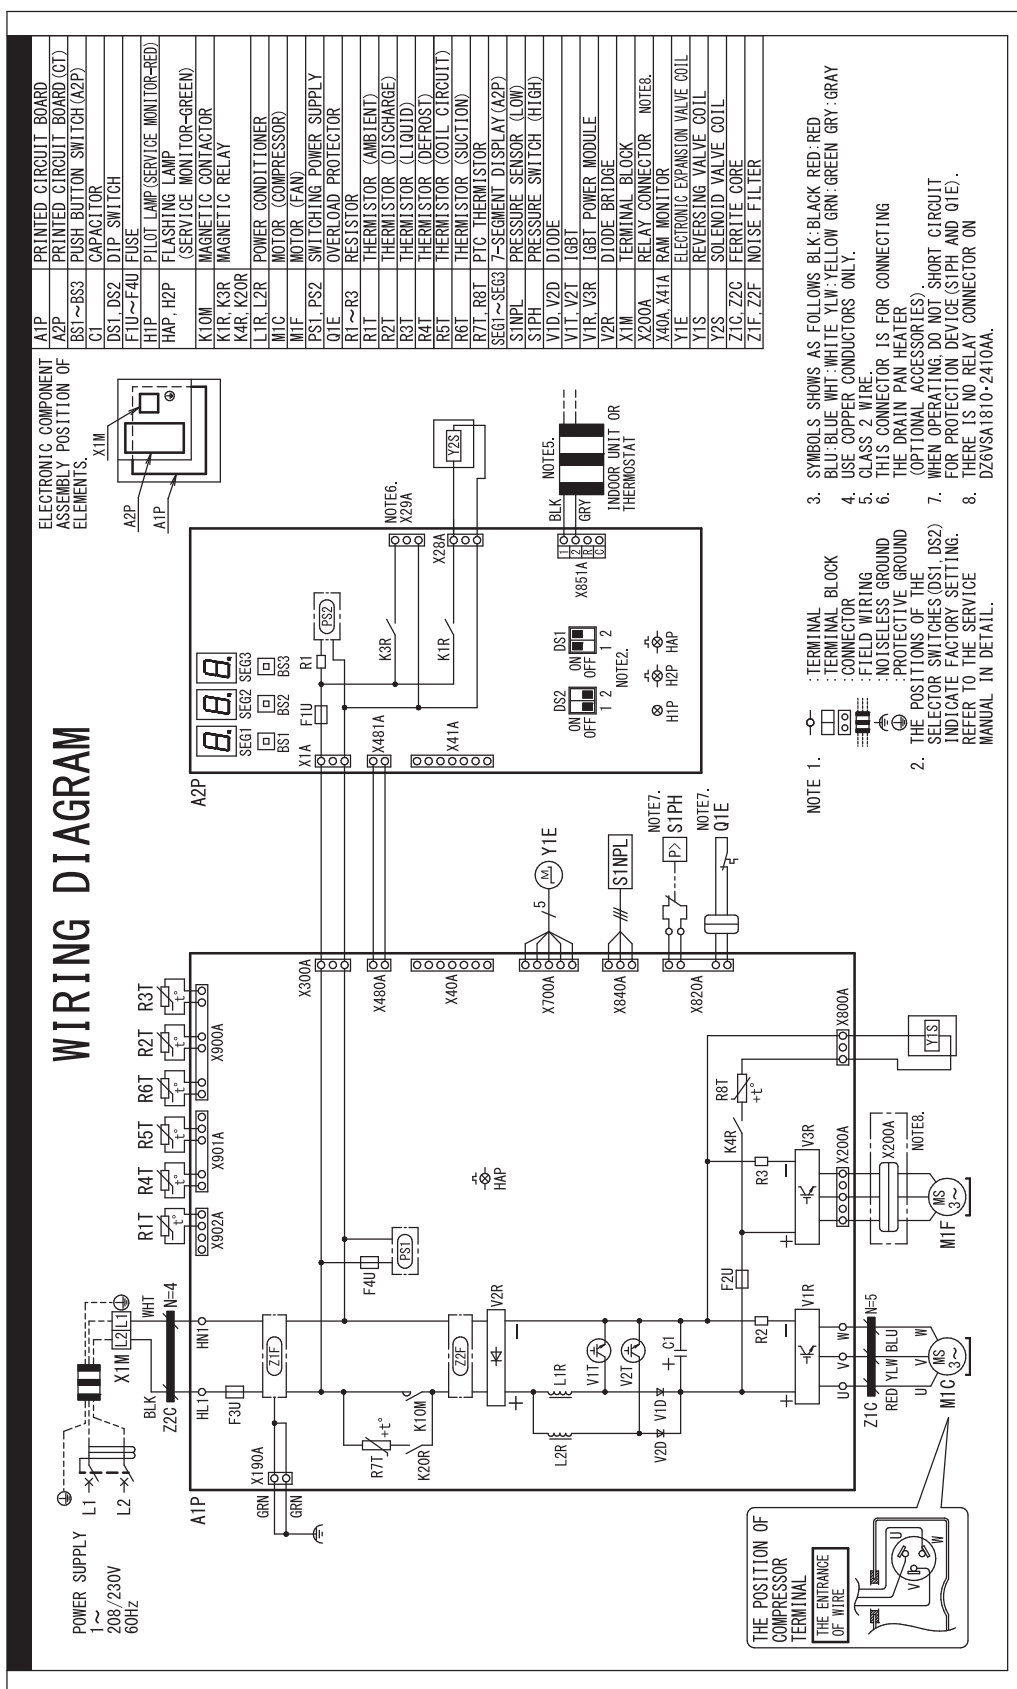 WIRING DIAGRAM
POWER SUPPLY
1~
208/230V
60Hz
L1
L2
X1M
L2 L1
BLK
WHT
Z2C
N=4
HL1
HN1
A1P
F3U
Z1F
X190A
GRN
GRN
R1T
t°
R4T
t°
R5T
t°
R6T
t°
R2T
t°
R3T
t°
X902A
X901A
X900A
R7T
+t°
K10M
K20R
F4U
PS1
HAP
Z2F
V2R
L1R
L2R
V1T
V2T
V1D
V2D
C1
F2U
R2
R3
K4R
R8T
+t°
V1R
V3R
U
V
W
X200A
X800A
Z1C
N=5
RED YLW BLU
U
V
W
MS
3~
M1C
X200A
NOTE8.
MS
3~
M1F
Y1S
X300A
X480A
X40A
X700A
X840A
X820A
5
M
Y1E
S1NPL
NOTE7.
S1PH
P>
NOTE7.
Q1E
A2P
X1A
X481A
X41A
F1U
R1
PS2
SEG1
SEG2
SEG3
BS1
BS2
BS3
K3R
K1R
NOTE6.
X29A
X28A
Y2S
DS2
ON
OFF
1 2
DS1
ON
OFF
1 2
NOTE2.
H1P
H2P
HAP
X851A
1
2
R
C
BLK
GRY
NOTE5.
INDOOR UNIT OR
THERMOSTAT
THE POSITION OF
COMPRESSOR
TERMINAL
THE ENTRANCE
OF WIRE
U
V
W
ELECTRONIC COMPONENT
ASSEMBLY POSITION OF
ELEMENTS.
X1M
A2P
A1P
A1P PRINTED CIRCUIT BOARD
A2P PRINTED CIRCUIT BOARD(CT)
BS1~BS3 PUSH BUTTON SWITCH(A2P)
C1 CAPACITOR
DS1,DS2 DIP SWITCH
F1U~F4U FUSE
H1P PILOT LAMP(SERVICE MONITOR-RED)
HAP,H2P FLASHING LAMP
(SERVICE MONITOR-GREEN)
K10M MAGNETIC CONTACTOR
K1R,K3R MAGNETIC RELAY
K4R,K20R
L1R,L2R POWER CONDITIONER
M1C MOTOR (COMPRESSOR)
M1F MOTOR (FAN)
PS1,PS2 SWITCHING POWER SUPPLY
Q1E OVERLOAD PROTECTOR
R1~R3 RESISTOR
R1T THERMISTOR (AMBIENT)
R2T THERMISTOR (DISCHARGE)
R3T THERMISTOR (LIQUID)
R4T THERMISTOR (DEFROST)
R5T THERMISTOR (COIL CIRCUIT)
R6T THERMISTOR (SUCTION)
R7T,R8T PTC THERMISTOR
SEG1~SEG3 7-SEGMENT DISPLAY(A2P)
S1NPL PRESSURE SENSOR (LOW)
S1PH PRESSURE SWITCH (HIGH)
V1D,V2D DIODE
V1T,V2T IGBT
V1R,V3R IGBT POWER MODULE
V2R DIODE BRIDGE
X1M TERMINAL BLOCK
X200A RELAY CONNECTOR NOTE8.
X40A,X41A RAM MONITOR
Y1E ELECTRONIC EXPANSION VALVE COIL
Y1S REVERSING VALVE COIL
Y2S SOLENOID VALVE COIL
Z1C,Z2C FERRITE CORE
Z1F,Z2F NOISE FILTER
NOTE 1. :TERMINAL
:TERMINAL BLOCK
:CONNECTOR
:FIELD WIRING
:NOISELESS GROUND
:PROTECTIVE GROUND
2. THE POSITIONS OF THE
SELECTOR SWITCHES(DS1,DS2)
INDICATE FACTORY SETTING.
REFER TO THE SERVICE
MANUAL IN DETAIL.
3. SYMBOLS SHOWS AS FOLLOWS BLK:BLACK RED:RED
BLU:BLUE WHT:WHITE YLW:YELLOW GRN:GREEN GRY:GRAY
4. USE COPPER CONDUCTORS ONLY.
5. CLASS 2 WIRE.
6. THIS CONNECTOR IS FOR CONNECTING
THE DRAIN PAN HEATER
(OPTIONAL ACCESSORIES).
7. WHEN OPERATING,DO NOT SHORT CIRCUIT
FOR PROTECTION DEVICE(S1PH AND Q1E).
8. THERE IS NO RELAY CONNECTOR ON
DZ6VSA1810·2410AA.